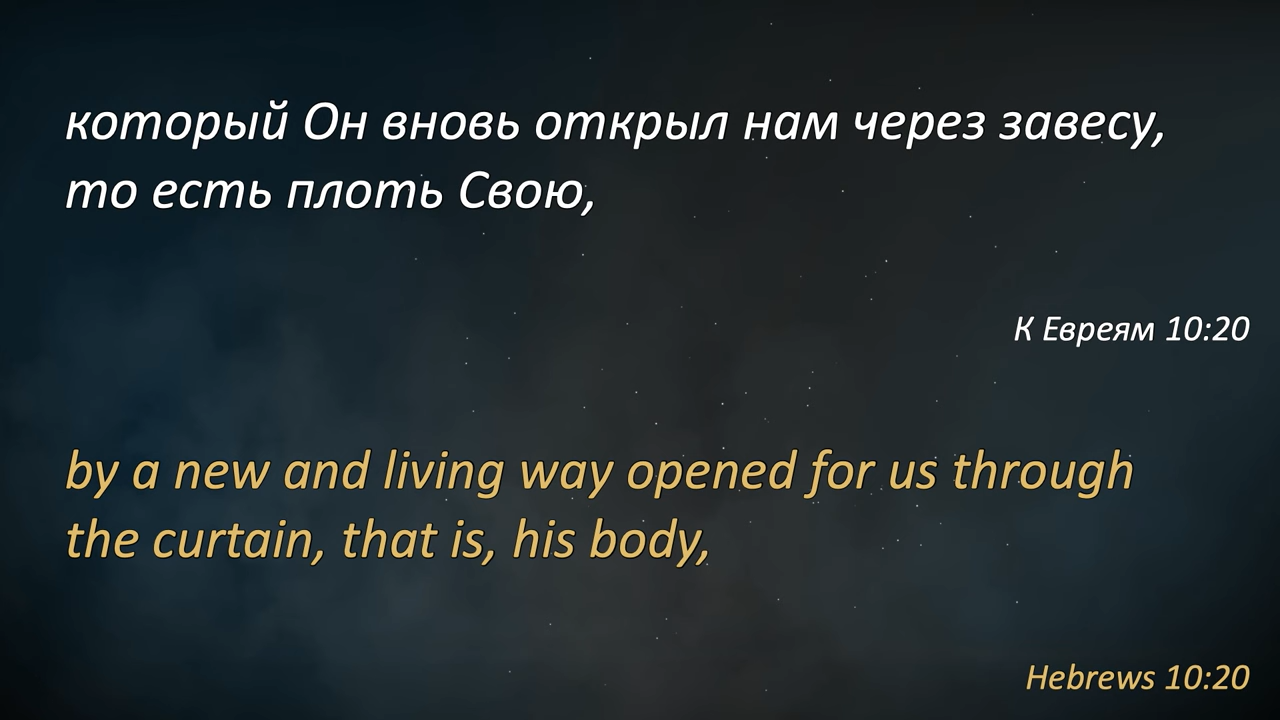 который Он вновь открыл нам через завесу,
то есть плоть Свою,
К Евреям 10:20
by a new and living way opened for us through
the curtain, that is, his body,
Hebrews 10:20